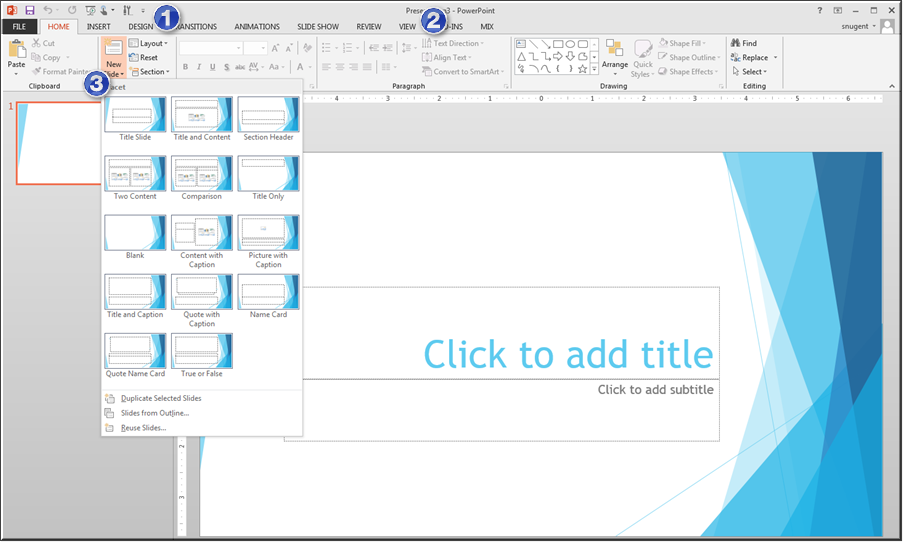 Prese 3 - PowerPoint
FILE HOME INSERT DESIGN ANSITIONS ANIMATIONS SLIDE SHOW REVIEW VIEW -INS MIX snugent
1 2 3
Paste
Cut
Copy
Format Painter
Clipboard
New
Slide
Layout
Reset
Section
B I U S abc AV Aa A
Paragraph
Text Direction
Align Text
Convert to SmartArt
Arrange
Quick
Styles
Shape Fill
Shape Outline
Shape Effects
Drawing
Find
Replace
Select
Editing
acet
Title Slide Title and Content Section Header
Two Content Comparison Title Only
Blank Content with Caption Picture with Caption
Title and Caption Quote with Caption Name Card
Quote Name Card True or False
Duplicate Selected Slides
Slides from Outline...
Reuse Slides...
1
4 3 2 1 0 1 2 3 4 5 6
2
3
Click to add title
Click to add subtitle